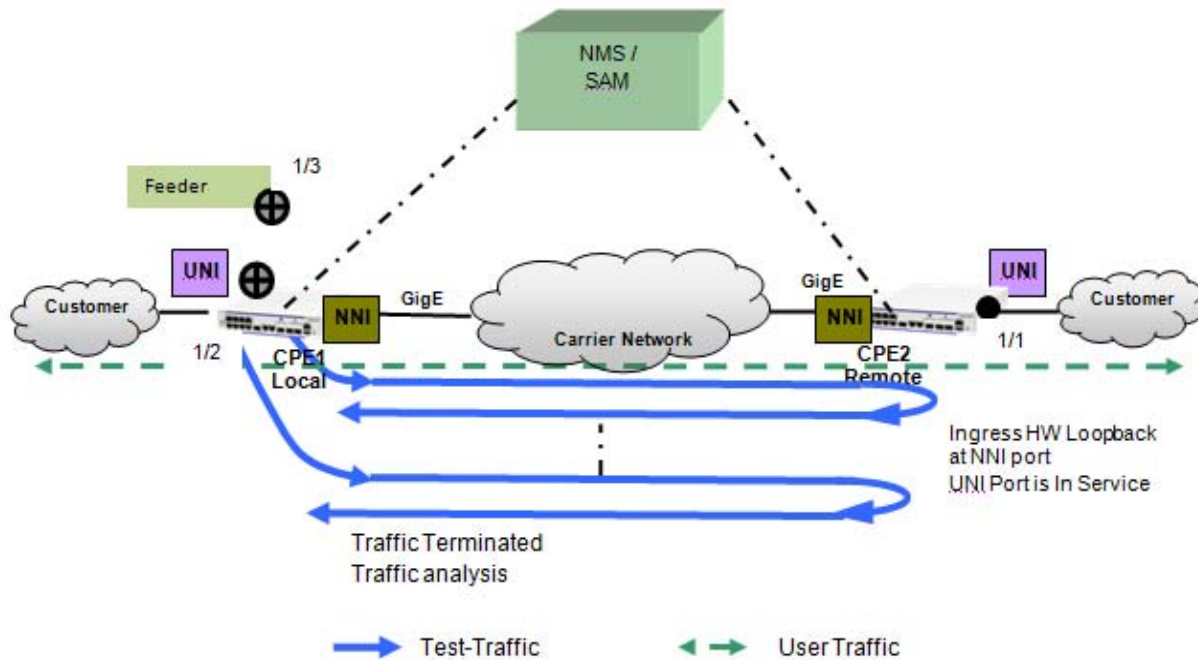 NMS /
SAM
1/3
Feeder
UNI
UNI
Customer
NNI
GigE
Carrier Network
GigE
NNI
Customer
1/2
1/1
CPE1
Local
CPE2
Remote
Ingress HW Loopback
at NNI port
UNI Port is In Service
Traffic Terminated
Traffic analysis
Test-Traffic
User Traffic